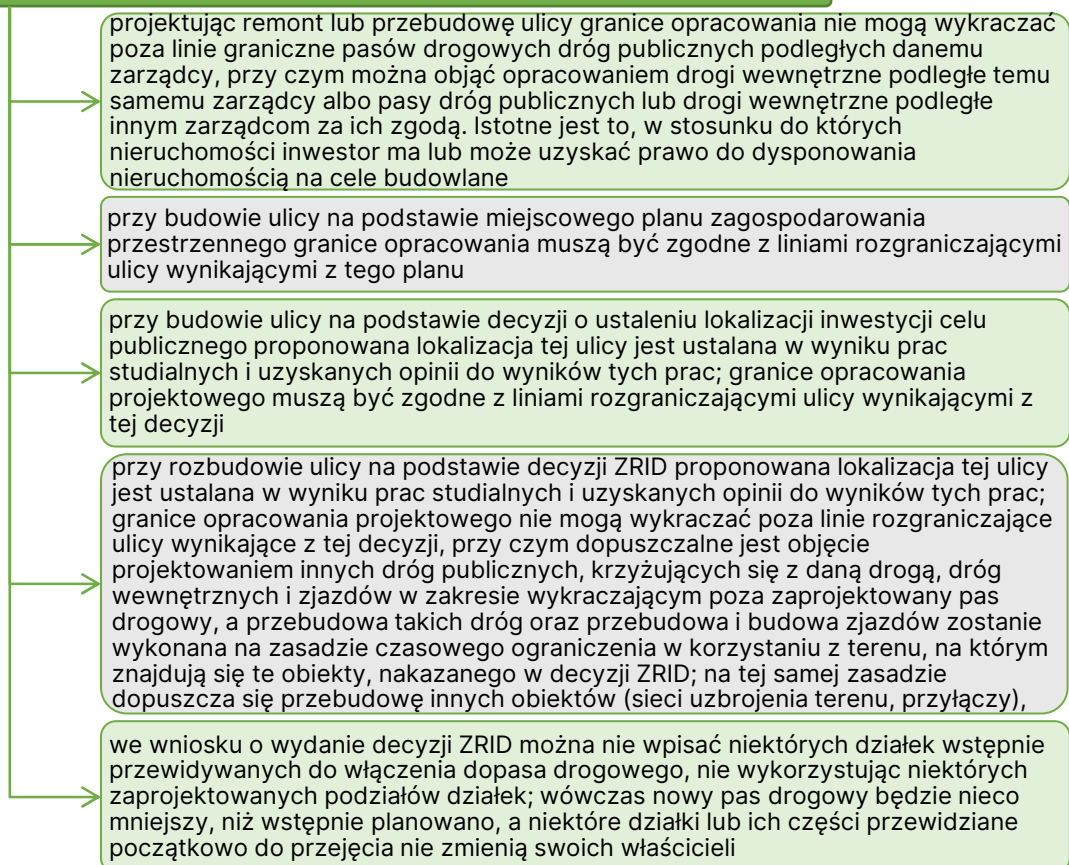 projektując remont lub przebudowę ulicy granice opracowania nie mogą wykraczać
poza linie graniczne pasów drogowych dróg publicznych podległych danemu
zarządcy, przy czym można objąć opracowaniem drogi wewnętrzne podległe temu
samemu zarządcy albo pasy dróg publicznych lub drogi wewnętrzne podległe
innym zarządcom za ich zgodą. Istotne jest to, w stosunku do których
nieruchomości inwestor ma lub może uzyskać prawo do dysponowania
nieruchomością na cele budowlane
przy budowie ulicy na podstawie miejscowego planu zagospodarowania
przestrzennego granice opracowania muszą być zgodne z liniami rozgraniczającymi
ulicy wynikającymi z tego planu
przy budowie ulicy na podstawie decyzji o ustaleniu lokalizacji inwestycji celu
publicznego proponowana lokalizacja tej ulicy jest ustalana w wyniku prac
studialnych i uzyskanych opinii do wyników tych prac; granice opracowania
projektowego muszą być zgodne z liniami rozgraniczającymi ulicy wynikającymi z
tej decyzji
przy rozbudowie ulicy na podstawie decyzji ZRID proponowana lokalizacja tej ulicy
jest ustalana w wyniku prac studialnych i uzyskanych opinii do wyników tych prac;
granice opracowania projektowego nie mogą wykraczać poza linie rozgraniczające
ulicy wynikające z tej decyzji, przy czym dopuszczalne jest objęcie
projektowaniem innych dróg publicznych, krzyżujących się z daną drogą, dróg
wewnętrznych i zjazdów w zakresie wykraczającym poza zaprojektowany pas
drogowy, a przebudowa takich dróg oraz przebudowa i budowa zjazdów zostanie
wykonana na zasadzie czasowego ograniczenia w korzystaniu z terenu, na którym
znajdują się te obiekty, nakazanego w decyzji ZRID; na tej samej zasadzie
dopuszcza się przebudowę innych obiektów (sieci uzbrojenia terenu, przyłączy),
we wniosku o wydanie decyzji ZRID można nie wpisać niektórych działek wstępnie
przewidywanych do włączenia dopasa drogowego, nie wykorzystując niektórych
zaprojektowanych podziałów działek; wówczas nowy pas drogowy będzie nieco
mniejszy, niż wstępnie planowano, a niektóre działki lub ich części przewidziane
początkowo do przejęcia nie zmienią swoich właścicieli